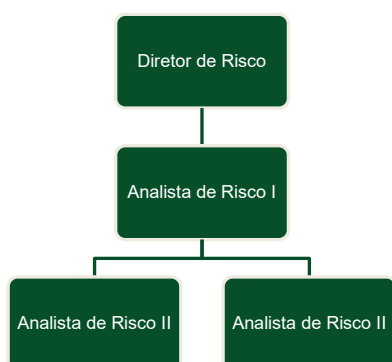 Diretor de Risco
Analista de Risco I
Analista de Risco II
Analista de Risco II